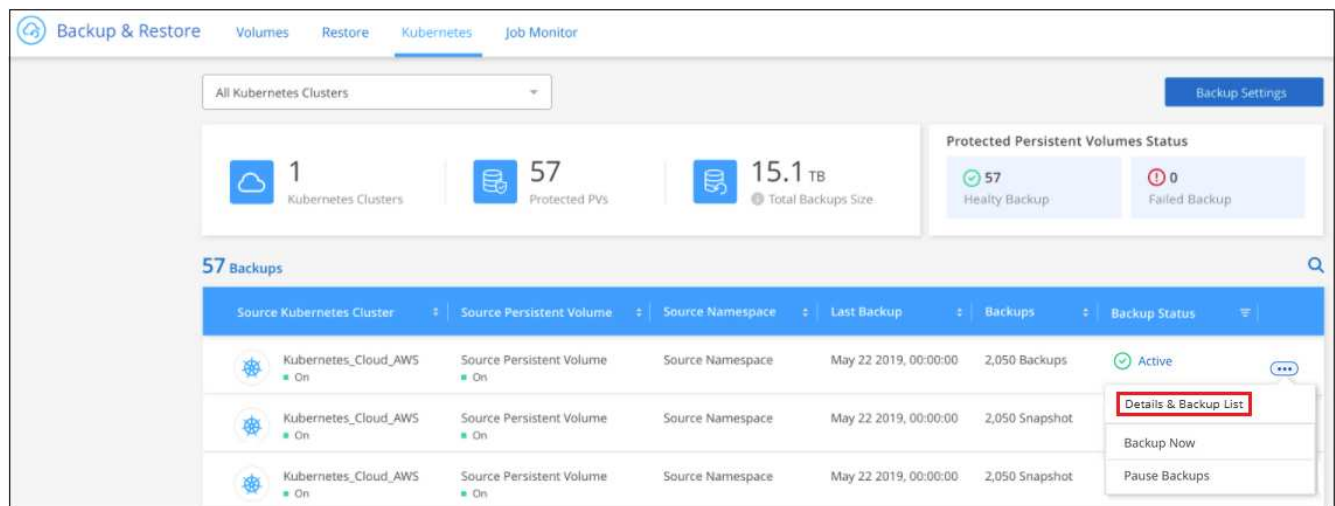 Backup & Restore Volumes Restore Kubernetes Job Monitor
All Kubernetes Clusters
Backup Settings
1
Kubernetes Clusters
57
Protected PVs
15.1 TB
Total Backups Size
Protected Persistent Volumes Status
57
Healty Backup
0
Failed Backup
57 Backups
Source Kubernetes Cluster Source Persistent Volume Source Namespace Last Backup Backups Backup Status
Kubernetes_Cloud_AWS Source Persistent Volume Source Namespace May 22 2019, 00:00:00 2,050 Backups Active
On On
Details & Backup List
Kubernetes_Cloud_AWS Source Persistent Volume Source Namespace May 22 2019, 00:00:00 2,050 Snapshot
On On
Backup Now
Kubernetes_Cloud_AWS Source Persistent Volume Source Namespace May 22 2019, 00:00:00 2,050 Snapshot
Pause Backups
On On